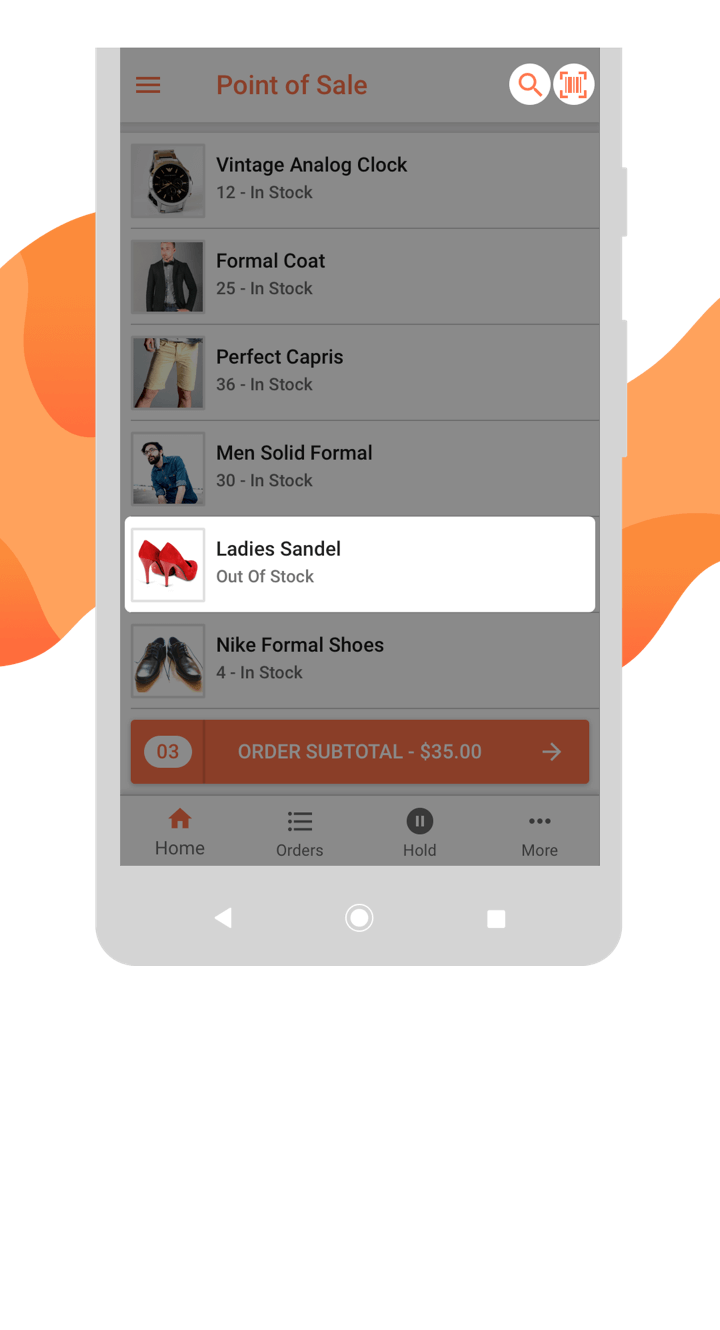 Point of Sale
Vintage Analog Clock
12 - In Stock
Formal Coat
25 - In Stock
Perfect Capris
36 - In Stock
Men Solid Formal
30 - In Stock
Ladies Sandel
Out Of Stock
Nike Formal Shoes
4 - In Stock
03 ORDER SUBTOTAL - $35.00
Home Orders Hold More